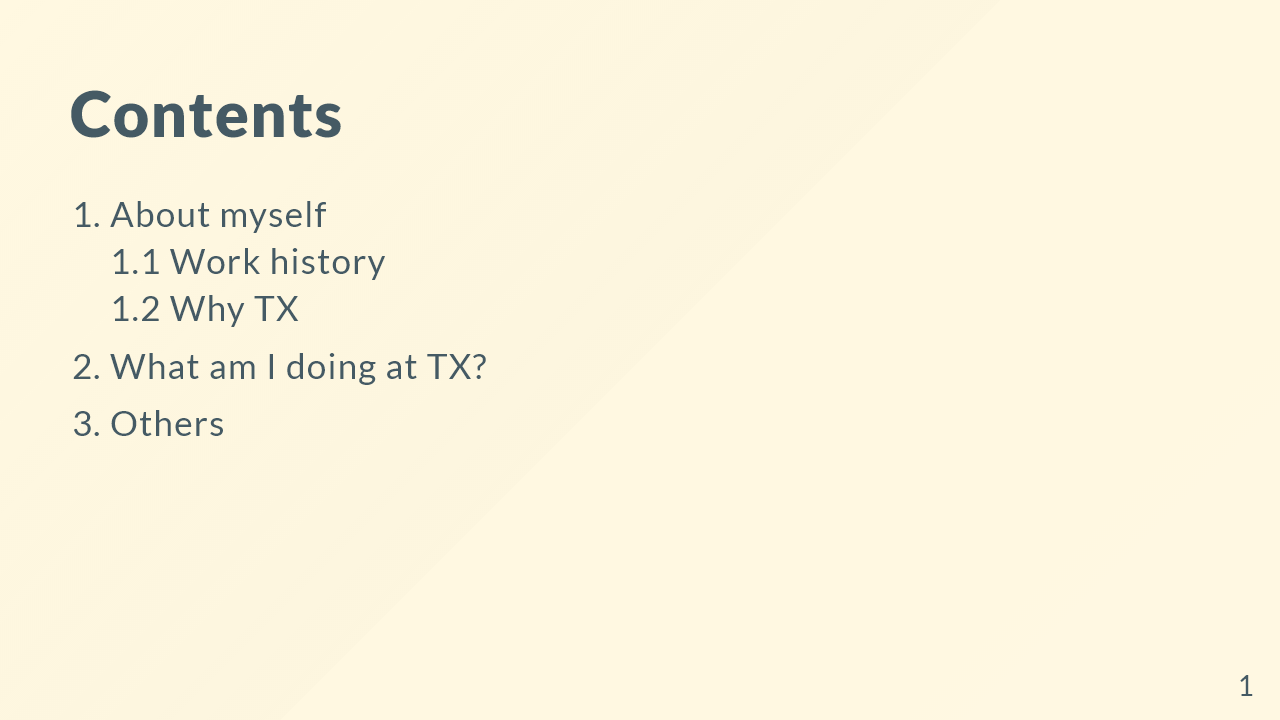 Contents
1. About myself
1.1 Work history
1.2 Why TX
2. What am I doing at TX?
3. Others
1